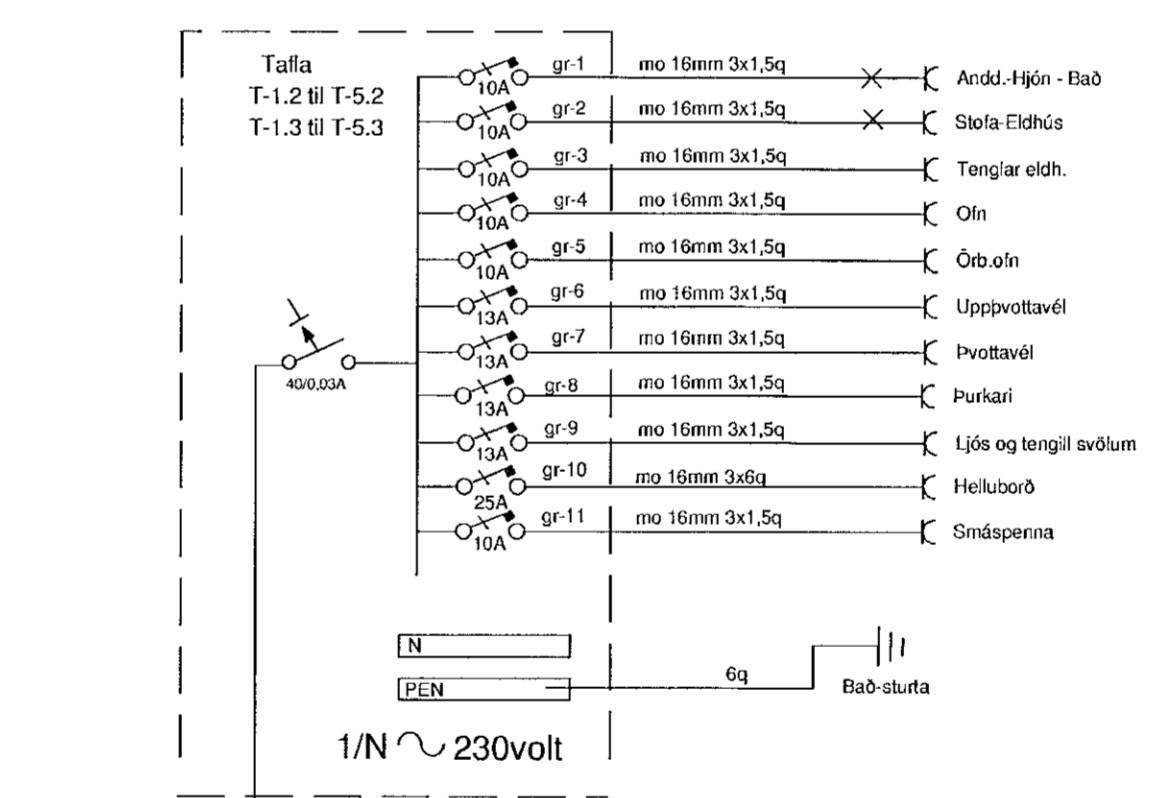 Tafla
T-1.2 til T-5.2
T-1.3 til T-5.3
10A gr-1 mo 16mm 3x1,5q Andd.-Hjón - Bað
10A gr-2 mo 16mm 3x1,5q Stofa-Eldhús
10A gr-3 mo 16mm 3x1,5q Tenglar eldh.
10A gr-4 mo 16mm 3x1,5q Ofn
10A gr-5 mo 16mm 3x1,5q Örb.ofn
13A gr-6 mo 16mm 3x1,5q Uppþvottavél
13A gr-7 mo 16mm 3x1,5q Þvottavél
13A gr-8 mo 16mm 3x1,5q Þurkari
13A gr-9 mo 16mm 3x1,5q Ljós og tengill svölum
25A gr-10 mo 16mm 3x6q Helluborð
10A gr-11 mo 16mm 3x1,5q Smáspenna
40/0,03A
N
PEN 6q Bað-sturta
1/N 230volt